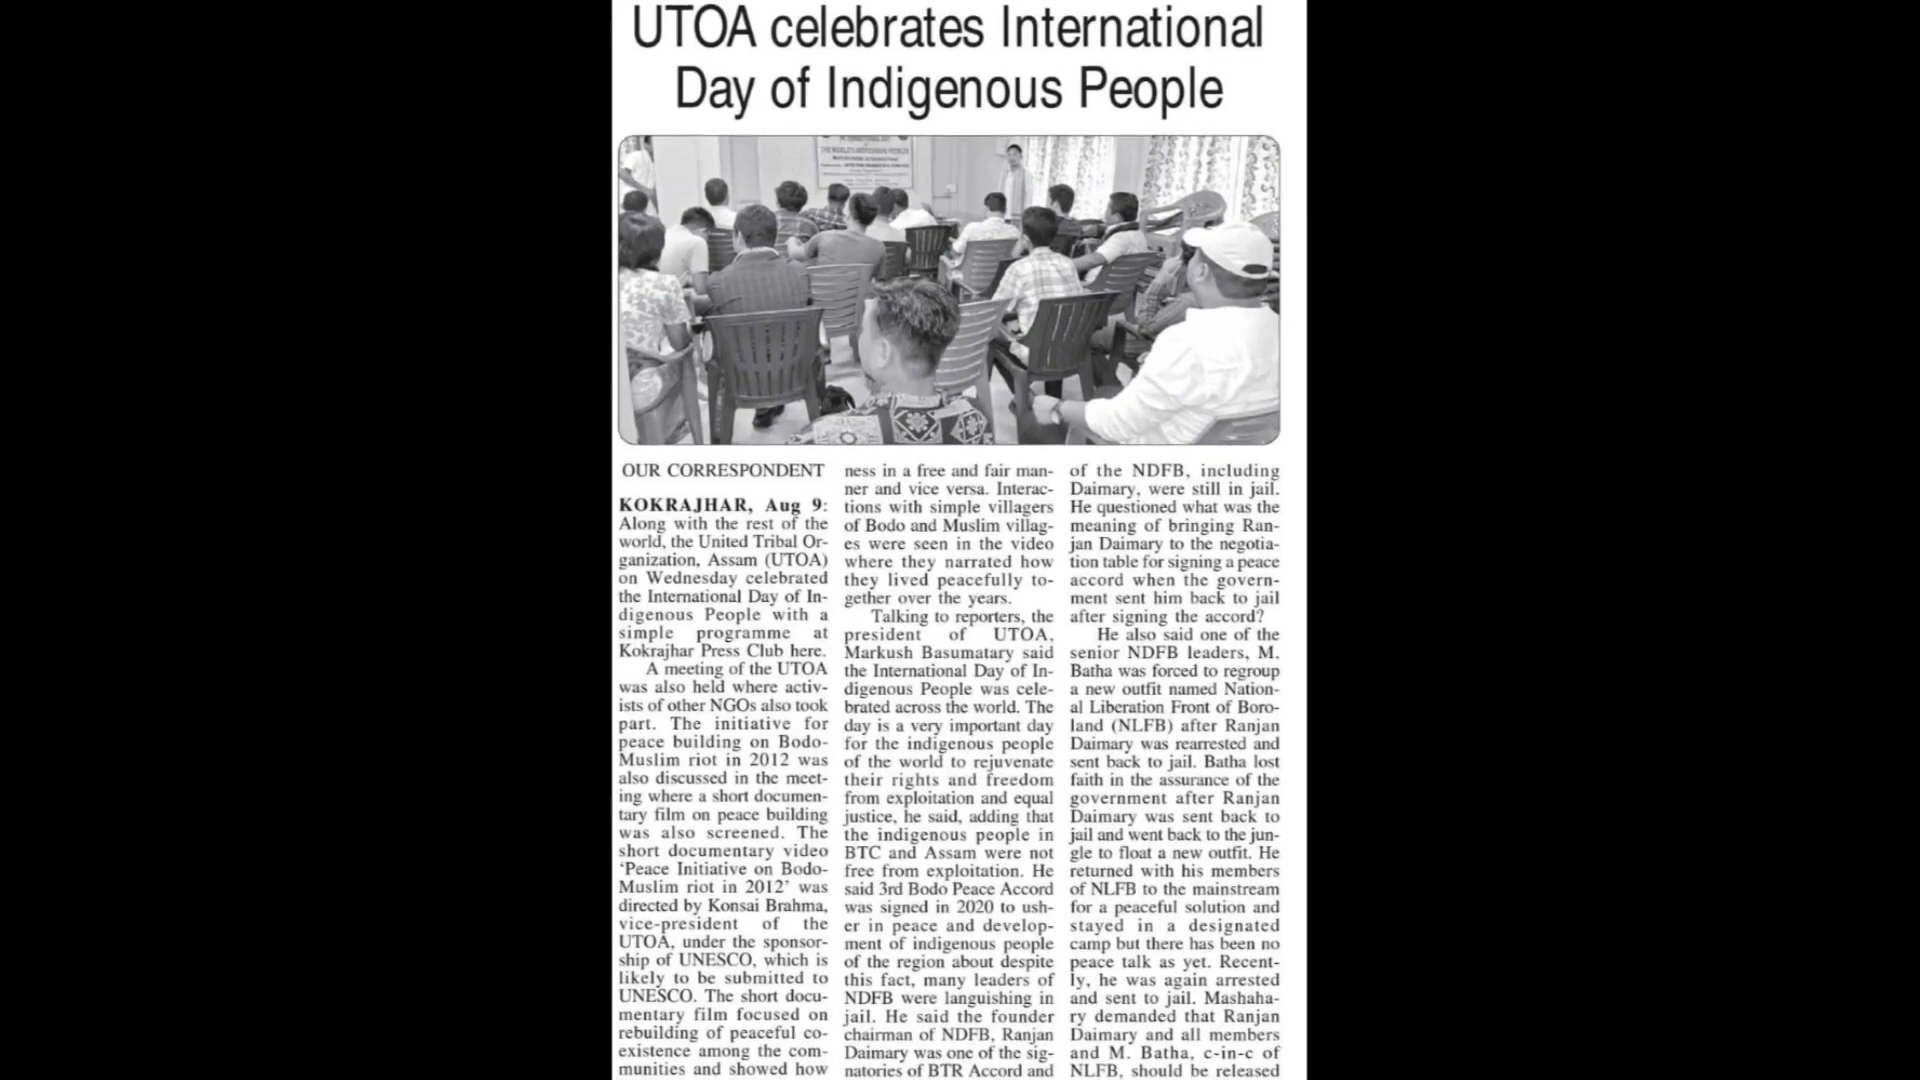 UTOA celebrates International
Day of Indigenous People
THE WORLD'S INDIGENOUS PEOPLES
OUR CORRESPONDENT
KOKRAJHAR, Aug 9:
Along with the rest of the
world, the United Tribal Or-
ganization, Assam (UTOA)
on Wednesday celebrated
the International Day of In-
digenous People with a
simple programme at
Kokrajhar Press Club here.
A meeting of the UTOA
was also held where activ-
ists of other NGOs also took
part. The initiative for
peace building on Bodo-
Muslim riot in 2012 was
also discussed in the meet-
ing where a short documen-
tary film on peace building
was also screened. The
short documentary video
‘Peace Initiative on Bodo-
Muslim riot in 2012’ was
directed by Konsai Brahma,
vice-president of the
UTOA, under the sponsor-
ship of UNESCO, which is
likely to be submitted to
UNESCO. The short docu-
mentary film focused on
rebuilding of peaceful co-
existence among the com-
munities and showed how
ness in a free and fair man-
ner and vice versa. Interac-
tions with simple villagers
of Bodo and Muslim villag-
es were seen in the video
where they narrated how
they lived peacefully to-
gether over the years.
Talking to reporters, the
president of UTOA,
Markush Basumatary said
the International Day of In-
digenous People was cele-
brated across the world. The
day is a very important day
for the indigenous people
of the world to rejuvenate
their rights and freedom
from exploitation and equal
justice, he said, adding that
the indigenous people in
BTC and Assam were not
free from exploitation. He
said 3rd Bodo Peace Accord
was signed in 2020 to ush-
er in peace and develop-
ment of indigenous people
of the region about despite
this fact, many leaders of
NDFB were languishing in
jail. He said the founder
chairman of NDFB, Ranjan
Daimary was one of the sig-
natories of BTR Accord and
of the NDFB, including
Daimary, were still in jail.
He questioned what was the
meaning of bringing Ran-
jan Daimary to the negotia-
tion table for signing a peace
accord when the govern-
ment sent him back to jail
after signing the accord?
He also said one of the
senior NDFB leaders, M.
Batha was forced to regroup
a new outfit named Nation-
al Liberation Front of Boro-
land (NLFB) after Ranjan
Daimary was rearrested and
sent back to jail. Batha lost
faith in the assurance of the
government after Ranjan
Daimary was sent back to
jail and went back to the jun-
gle to float a new outfit. He
returned with his members
of NLFB to the mainstream
for a peaceful solution and
stayed in a designated
camp but there has been no
peace talk as yet. Recent-
ly, he was again arrested
and sent to jail. Mashaha-
ry demanded that Ranjan
Daimary and all members
and M. Batha, c-in-c of
NLFB, should be released